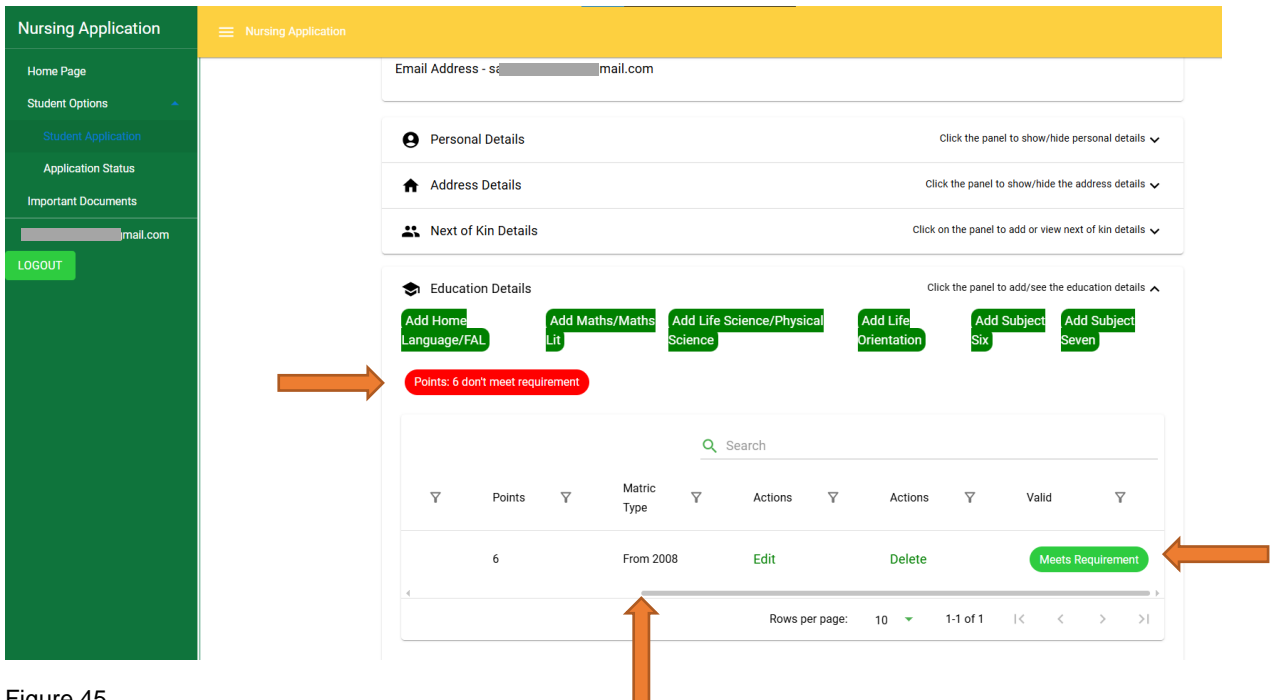 Nursing Application
Nursing Application
Home Page
Student Options
Student Application
Application Status
Important Documents
mail.com
LOGOUT
Email Address - sa mail.com
Personal Details
Click the panel to show/hide personal details
Address Details
Click the panel to show/hide the address details
Next of Kin Details
Click on the panel to add or view next of kin details
Education Details
Click the panel to add/see the education details
Add Home
Language/FAL
Add Maths/Maths
Lit
Add Life Science/Physical
Science
Add Life
Orientation
Add Subject
Six
Add Subject
Seven
Points: 6 don't meet requirement
Search
Points
Matric
Type
Actions
Actions
Valid
6
From 2008
Edit
Delete
Meets Requirement
Rows per page:
10
1-1 of 1
Figure 45